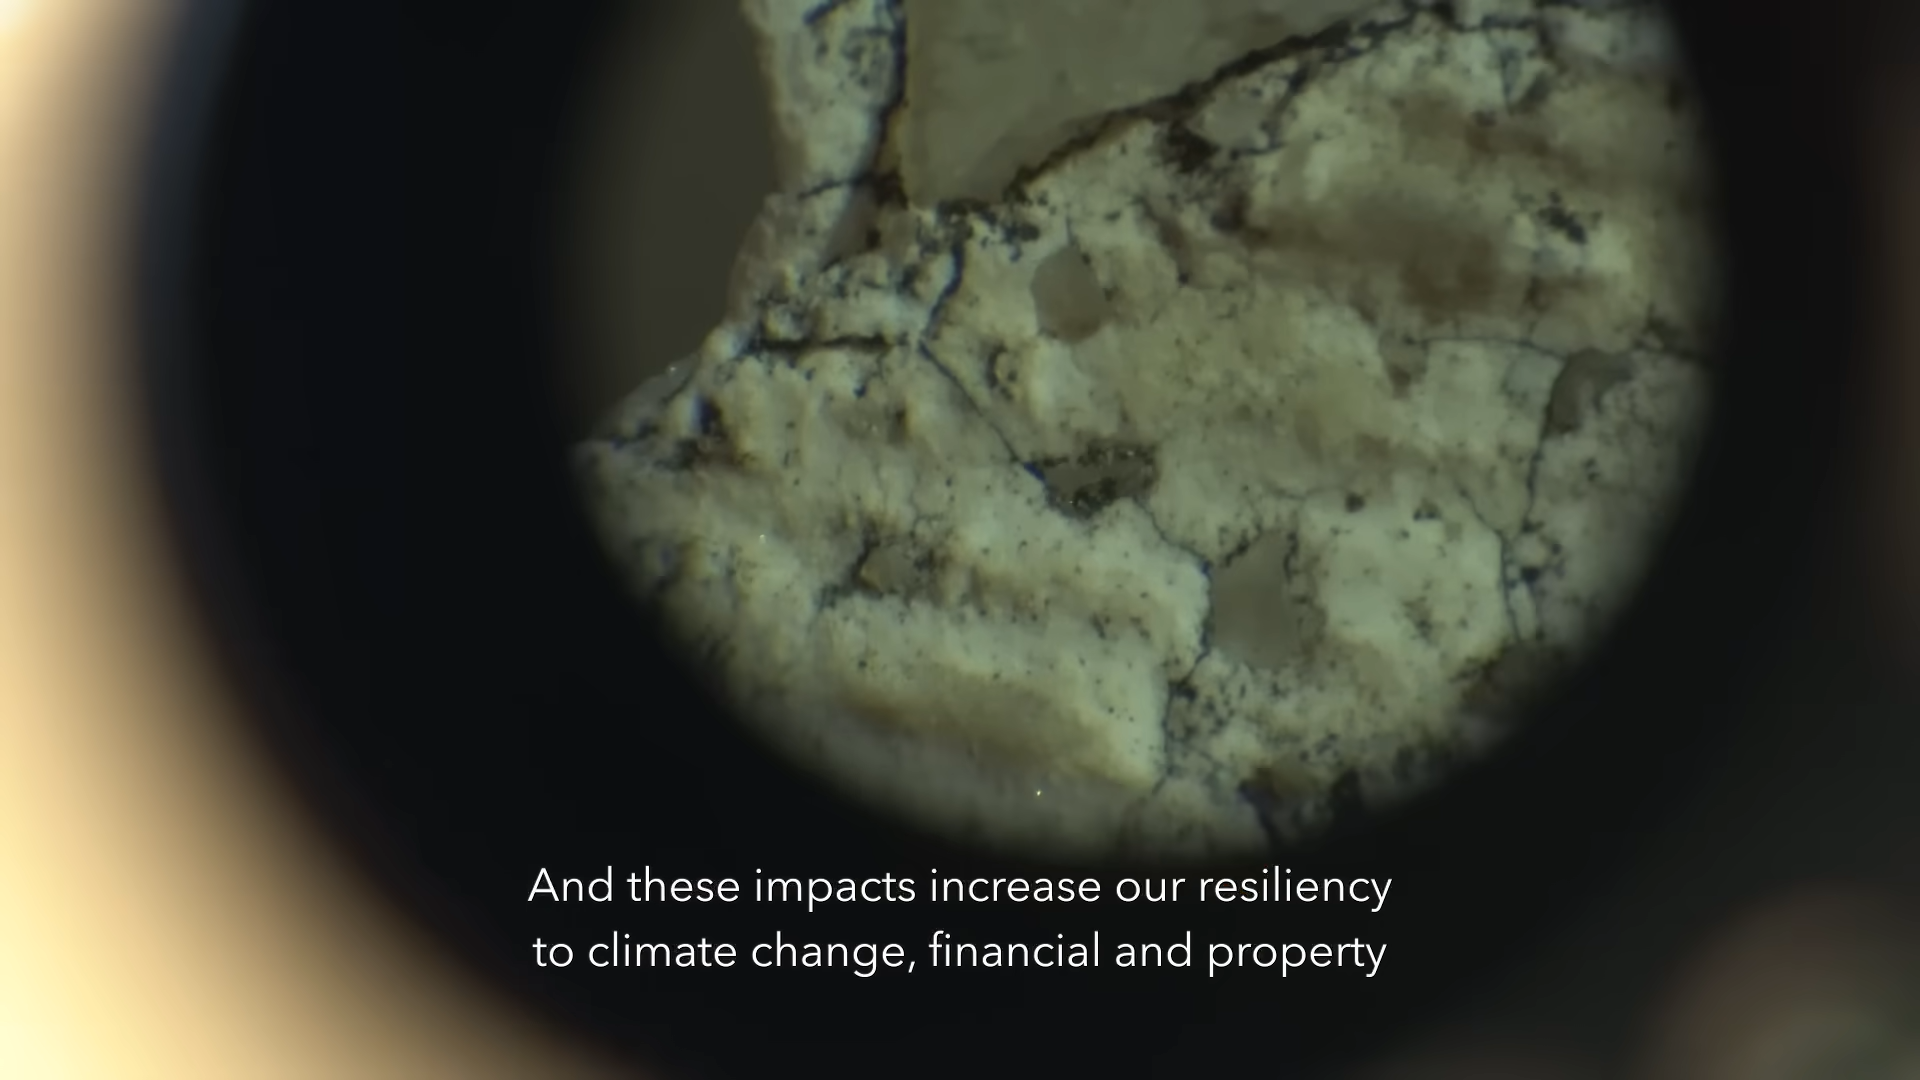 And these impacts increase our resiliency
to climate change, financial and property